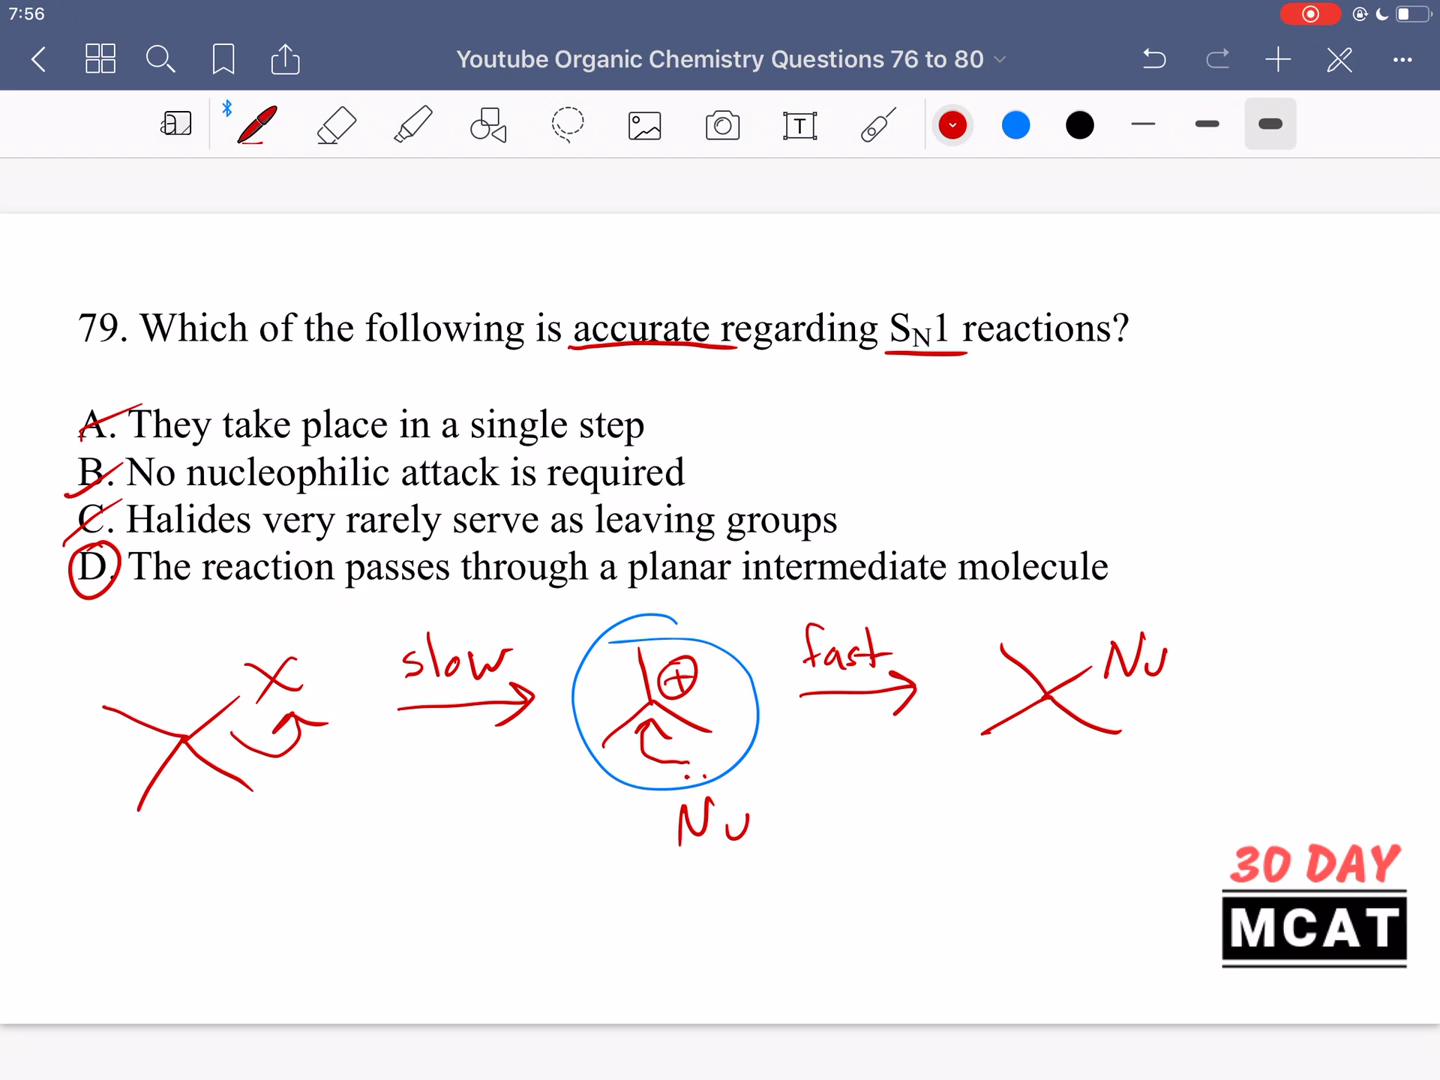 7:56
Youtube Organic Chemistry Questions 76 to 80
a T
79. Which of the following is accurate regarding SN1 reactions?
A. They take place in a single step
B. No nucleophilic attack is required
C. Halides very rarely serve as leaving groups
D. The reaction passes through a planar intermediate molecule
X slow + fast Nu
Nu
30 DAY
MCAT